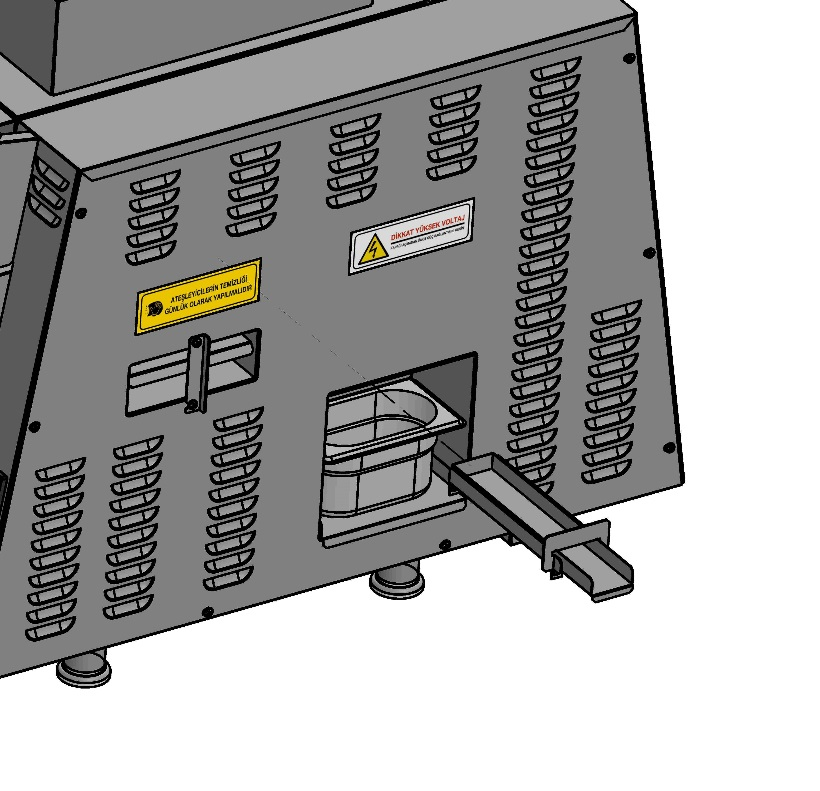 DİKKAT YÜKSEK VOLTAJ
ATEŞLEYİCİLERİN TEMİZLİĞİ
GÜNLÜK OLARAK YAPILMALIDIR